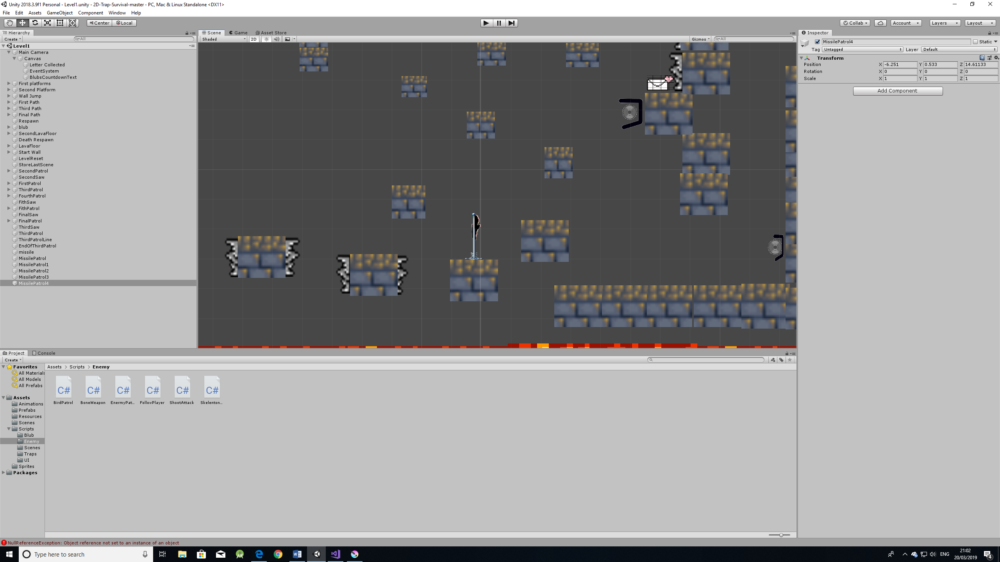 Unity 2018.3.9f1 Personal - Level1.unity - 2D-Trap-Survival-master - PC, Mac & Linux Standalone <DX11>
File Edit Assets GameObject Component Window Help
Center Local Collab Account Layers Layout
Hierarchy
Create All
Level1
Main Camera
Canvas
Letter Collected
EventSystem
BlubsCountdownText
First platforms
Second Platform
Wall Jump
First Path
Third Path
Final Path
Respawn
blub
SecondLavaFloor
Death Respawn
LavaFloor
Start Wall
LevelReset
StoreLastScene
SecondPatrol
SecondSaw
FirstPatrol
ThirdPatrol
FourthPatrol
FithSaw
FithPatrol
FinalSaw
FinalPatrol
ThirdSaw
ThirdPatrol
ThirdPatrolLine
EndOfThirdPatrol
missile
MissilePatrol
MissilePatrol1
MissilePatrol2
MissilePatrol3
MissilePatrol4
Scene Game Asset Store
Shaded 2D Gizmos All
Inspector
MissilePatrol4 Static
Tag Untagged Layer Default
Transform
Position X -6.251 Y 0.533 Z 14.61133
Rotation X 0 Y 0 Z 0
Scale X 1 Y 1 Z 1
Add Component
Project Console
Create
Favorites
All Materials
All Models
All Prefabs
Assets
Animations
Prefabs
Resources
Scenes
Scripts
Blub
Enemy
Scenes
Traps
UI
Sprites
Packages
Assets > Scripts > Enemy
C# C# C# C# C# C#
BirdPatrol BoneWeapon EnermyPat... FollowPlayer ShootAttack Skelenton...
NullReferenceException: Object reference not set to an instance of an object
Type here to search
ENG
21:02
20/03/2019
4